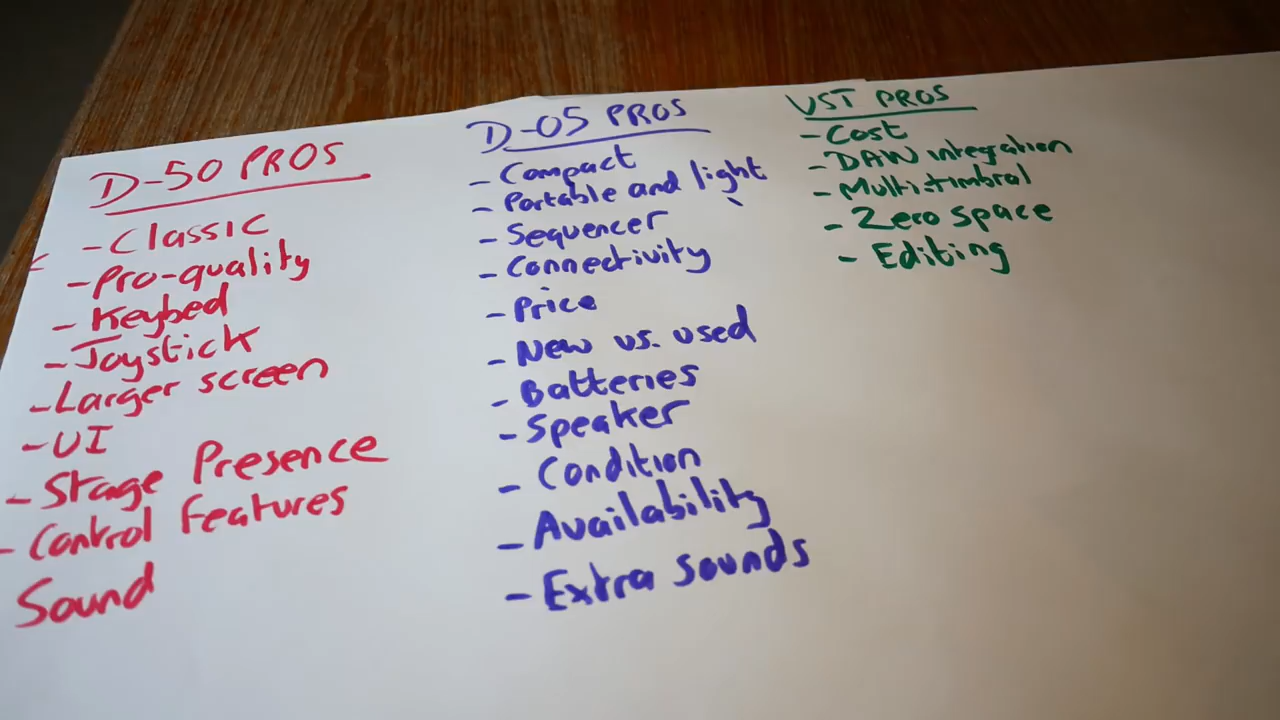 D-50 PROS
- Classic
- Pro-quality
- Keybed
- Joystick
- Larger screen
- UI
- Stage Presence
- Control features
Sound
D-05 PROS
- Compact
- Portable and light
- Sequencer
- Connectivity
- Price
- New vs. used
- Batteries
- Speaker
- Condition
- Availability
- Extra sounds
VST PROS
- Cost
- DAW integration
- Multi-timbral
- Zero space
- Editing